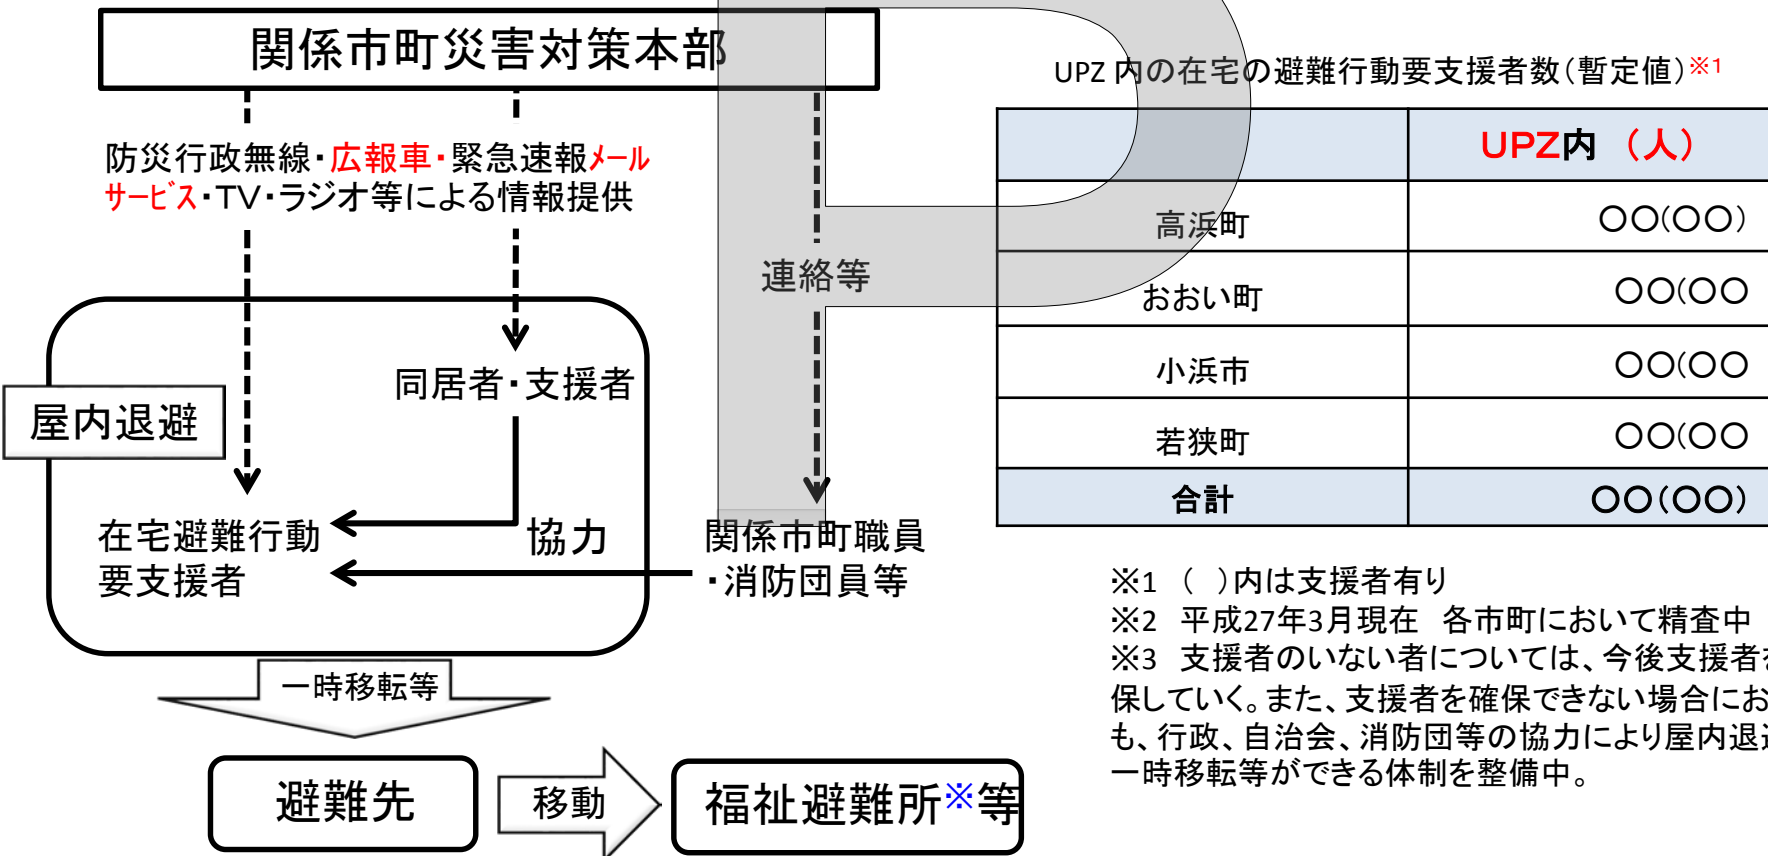 関係市町災害対策本部
防災行政無線・広報車・緊急速報メール
サービス・TV・ラジオ等による情報提供
連絡等
同居者・支援者
屋内退避
在宅避難行動
要支援者
協力
関係市町職員
・消防団員等
一時移転等
避難先
移動
福祉避難所※等
UPZ 内の在宅の避難行動要支援者数（暫定値）※1
UPZ内 （人）
高浜町 〇〇(〇〇)
おおい町 〇〇(〇〇
小浜市 〇〇(〇〇
若狭町 〇〇(〇〇
合計 〇〇(〇〇)
※1 （ ）内は支援者有り
※2 平成27年3月現在 各市町において精査中
※3 支援者のいない者については、今後支援者
保していく。また、支援者を確保できない場合にお
も、行政、自治会、消防団等の協力により屋内退
一時移転等ができる体制を整備中。